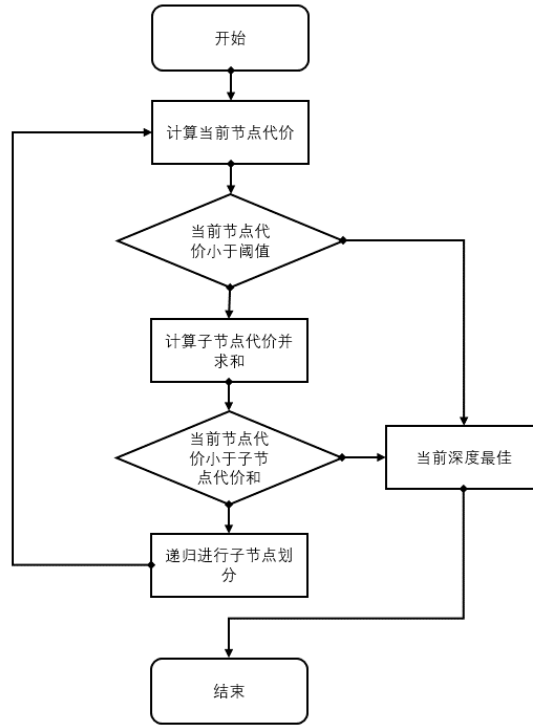 开始
计算当前节点代价
当前节点代
价小于阈值
计算子节点代价并
求和
当前节点代
价小于子节
点代价和
当前深度最佳
递归进行子节点划
分
结束